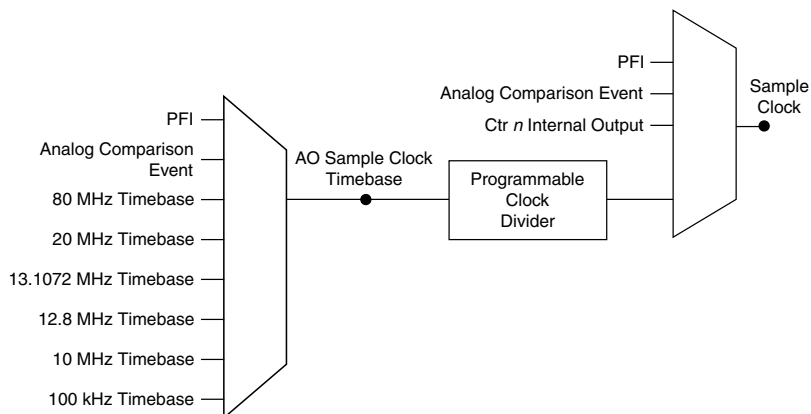 PFI
Analog Comparison Event
Ctr n Internal Output
Sample
Clock
PFI
Analog Comparison
Event
80 MHz Timebase
20 MHz Timebase
13.1072 MHz Timebase
12.8 MHz Timebase
10 MHz Timebase
100 kHz Timebase
AO Sample Clock
Timebase
Programmable
Clock
Divider